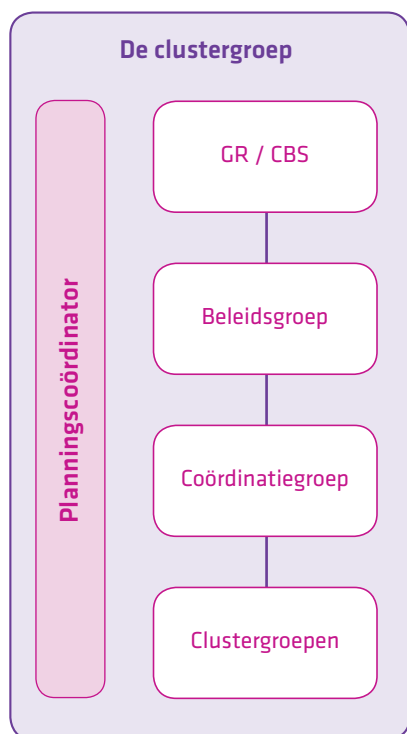 De clustergroep
Planningscoördinator
GR / CBS
Beleidsgroep
Coördinatiegroep
Clustergroepen